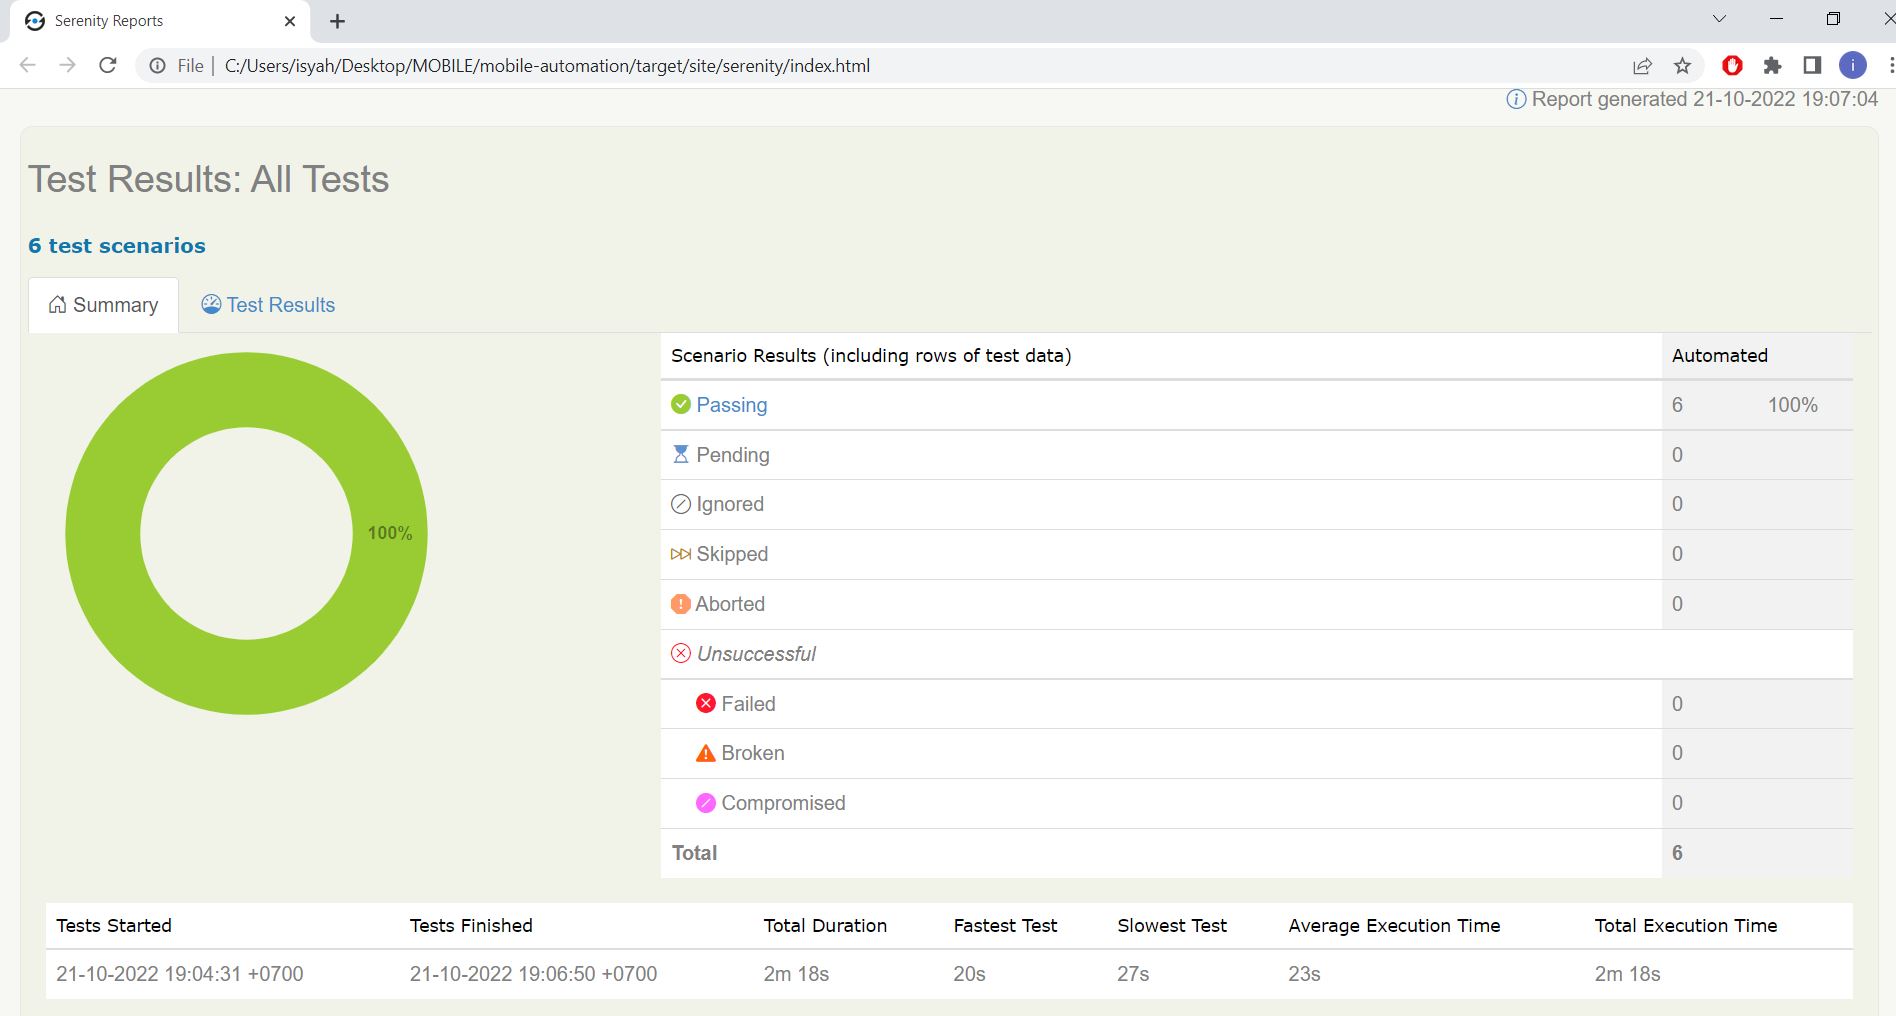 Serenity Reports
File | C:/Users/isyah/Desktop/MOBILE/mobile-automation/target/site/serenity/index.html
i
Report generated 21-10-2022 19:07:04
Test Results: All Tests
6 test scenarios
Summary Test Results
100%
Scenario Results (including rows of test data) Automated
Passing 6 100%
Pending 0
Ignored 0
Skipped 0
Aborted 0
Unsuccessful
Failed 0
Broken 0
Compromised 0
Total 6
Tests Started Tests Finished Total Duration Fastest Test Slowest Test Average Execution Time Total Execution Time
21-10-2022 19:04:31 +0700 21-10-2022 19:06:50 +0700 2m 18s 20s 27s 23s 2m 18s